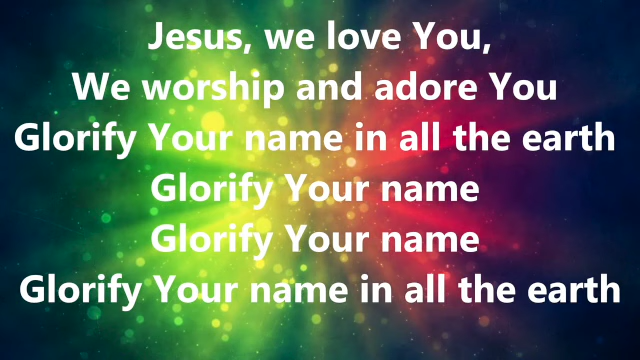 Jesus, we love You,
We worship and adore You
Glorify Your name in all the earth
Glorify Your name
Glorify Your name
Glorify Your name in all the earth